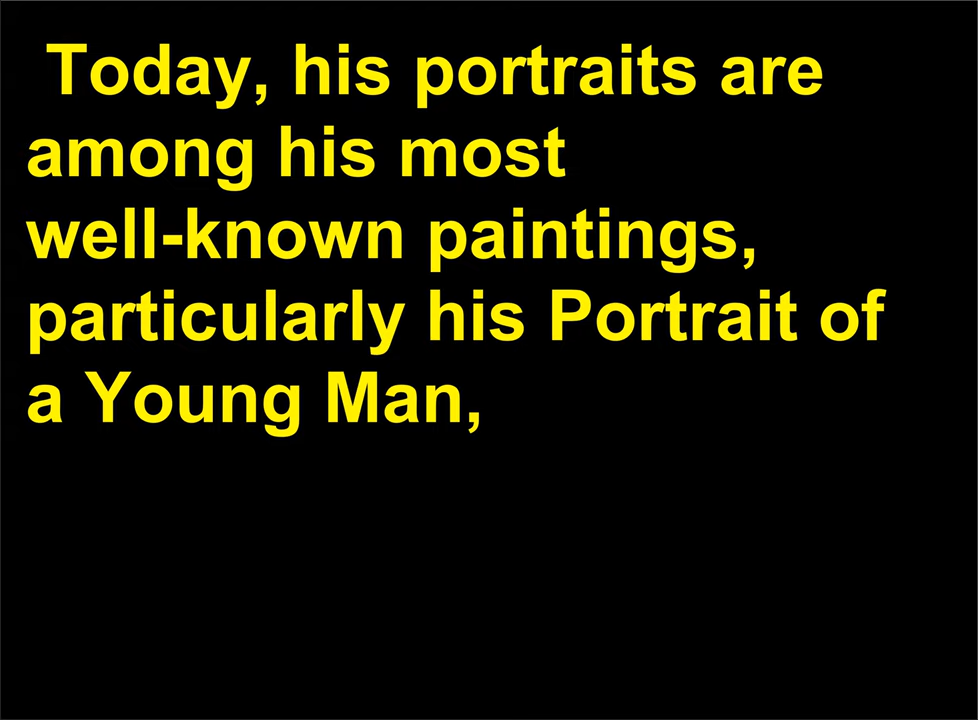 Today, his portraits are
among his most
well-known paintings,
particularly his Portrait of
a Young Man,